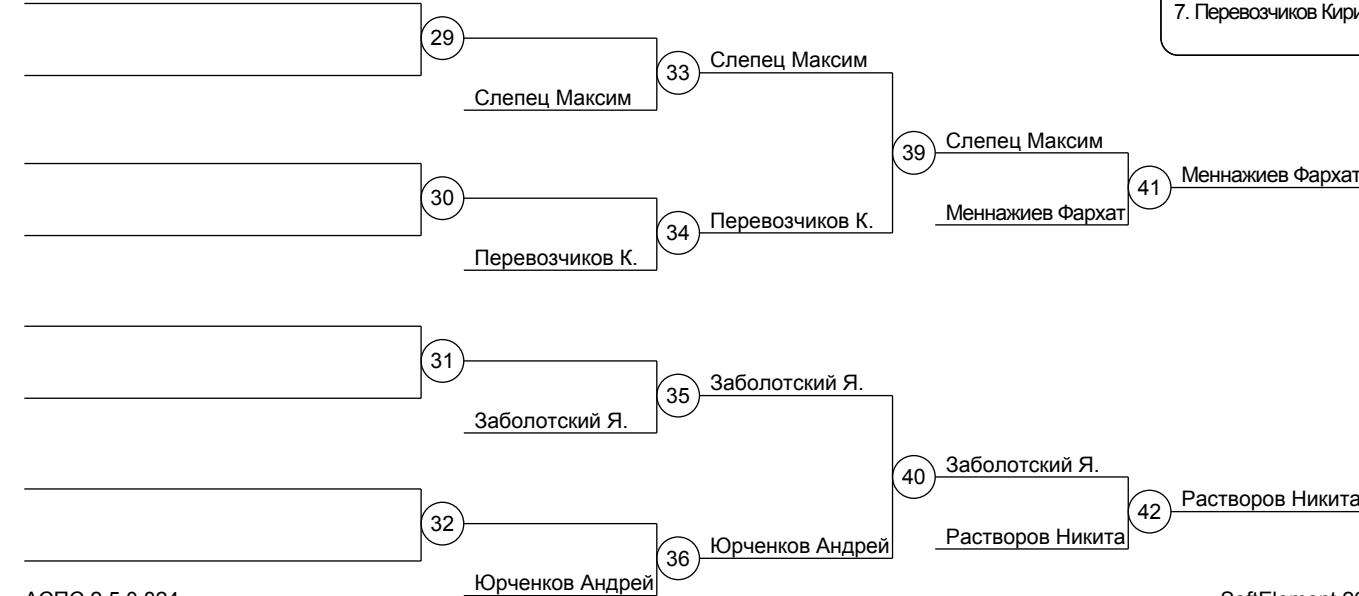 7. Перевозчиков
29
33
Слепец Максим
Слепец Максим
39
Слепец Максим
41
Меннажиев Фархат
Меннажиев Фархат
30
34
Перевозчиков К.
Перевозчиков К.
31
35
Заболотский Я.
Заболотский Я.
40
Заболотский Я.
42
Растворов Никита
Растворов Никита
32
36
Юрченков Андрей
Юрченков Андрей